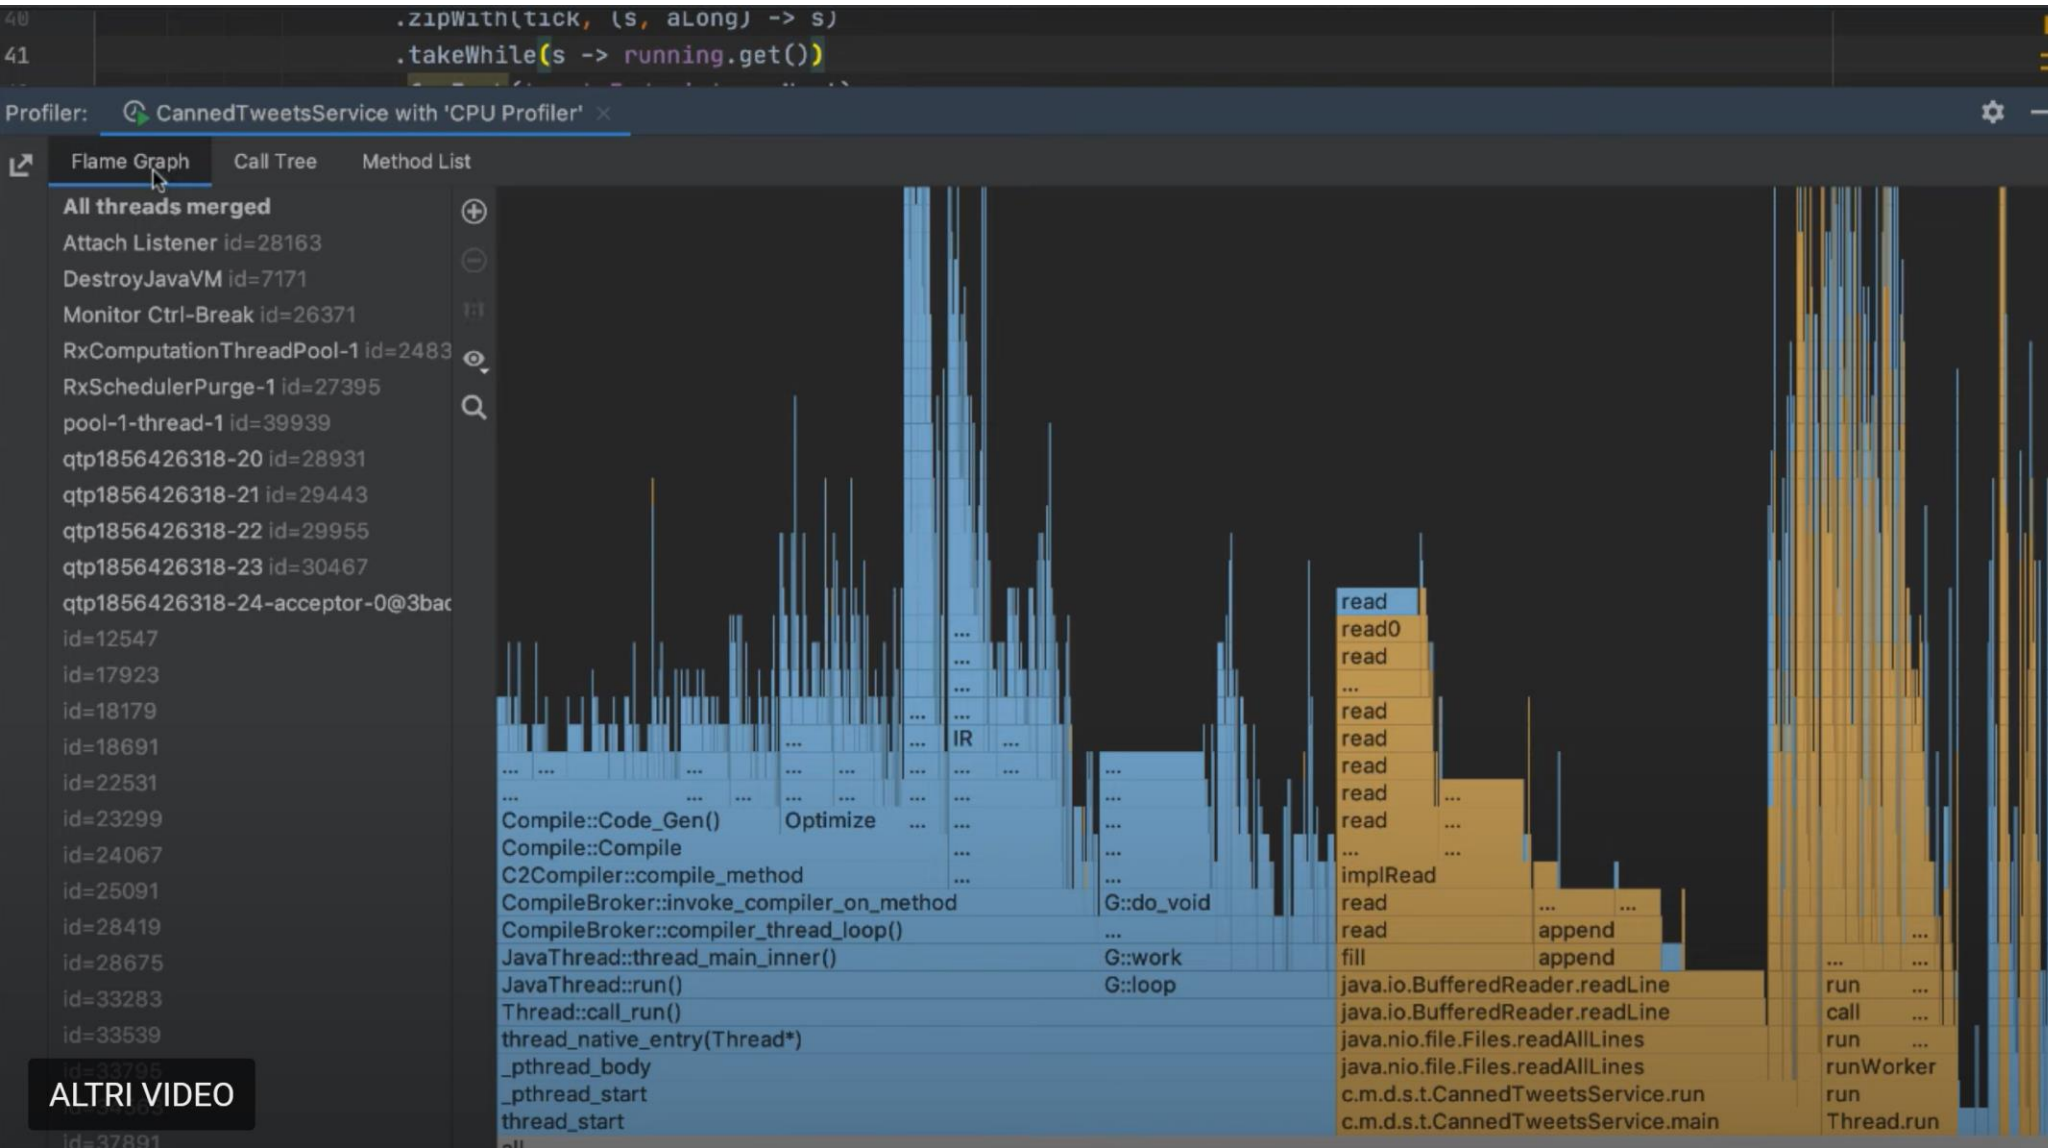 40 .zipWith(tick, (s, aLong) -> s)
41 .takeWhile(s -> running.get())
Profiler: CannedTweetsService with 'CPU Profiler' ×
Flame Graph Call Tree Method List
All threads merged
Attach Listener id=28163
DestroyJavaVM id=7171
Monitor Ctrl-Break id=26371
RxComputationThreadPool-1 id=2483
RxSchedulerPurge-1 id=27395
pool-1-thread-1 id=39939
qtp1856426318-20 id=28931
qtp1856426318-21 id=29443
qtp1856426318-22 id=29955
qtp1856426318-23 id=30467
qtp1856426318-24-acceptor-0@3bac
id=12547
id=17923
id=18179
id=18691
id=22531
id=23299
id=24067
id=25091
id=28419
id=28675
id=33283
id=33539
id=33795
ALTRI VIDEO
id=37891
1:1
read
read0
... read
... ...
... ... read
... IR ... read
... ... ... ... ... ... ... ... ... read
... ... ... ... ... ... ... ... read ...
Compile::Code_Gen() Optimize ... ... ... read ...
Compile::Compile ... ... ... ...
C2Compiler::compile_method ... ... implRead
CompileBroker::invoke_compiler_on_method G::do_void read ... ...
CompileBroker::compiler_thread_loop() ... read append ...
JavaThread::thread_main_inner() G::work fill append ... ...
JavaThread::run() G::loop java.io.BufferedReader.readLine run ...
Thread::call_run() java.io.BufferedReader.readLine call ...
thread_native_entry(Thread*) java.nio.file.Files.readAllLines run ...
_pthread_body java.nio.file.Files.readAllLines runWorker
_pthread_start c.m.d.s.t.CannedTweetsService.run run
thread_start c.m.d.s.t.CannedTweetsService.main Thread.run